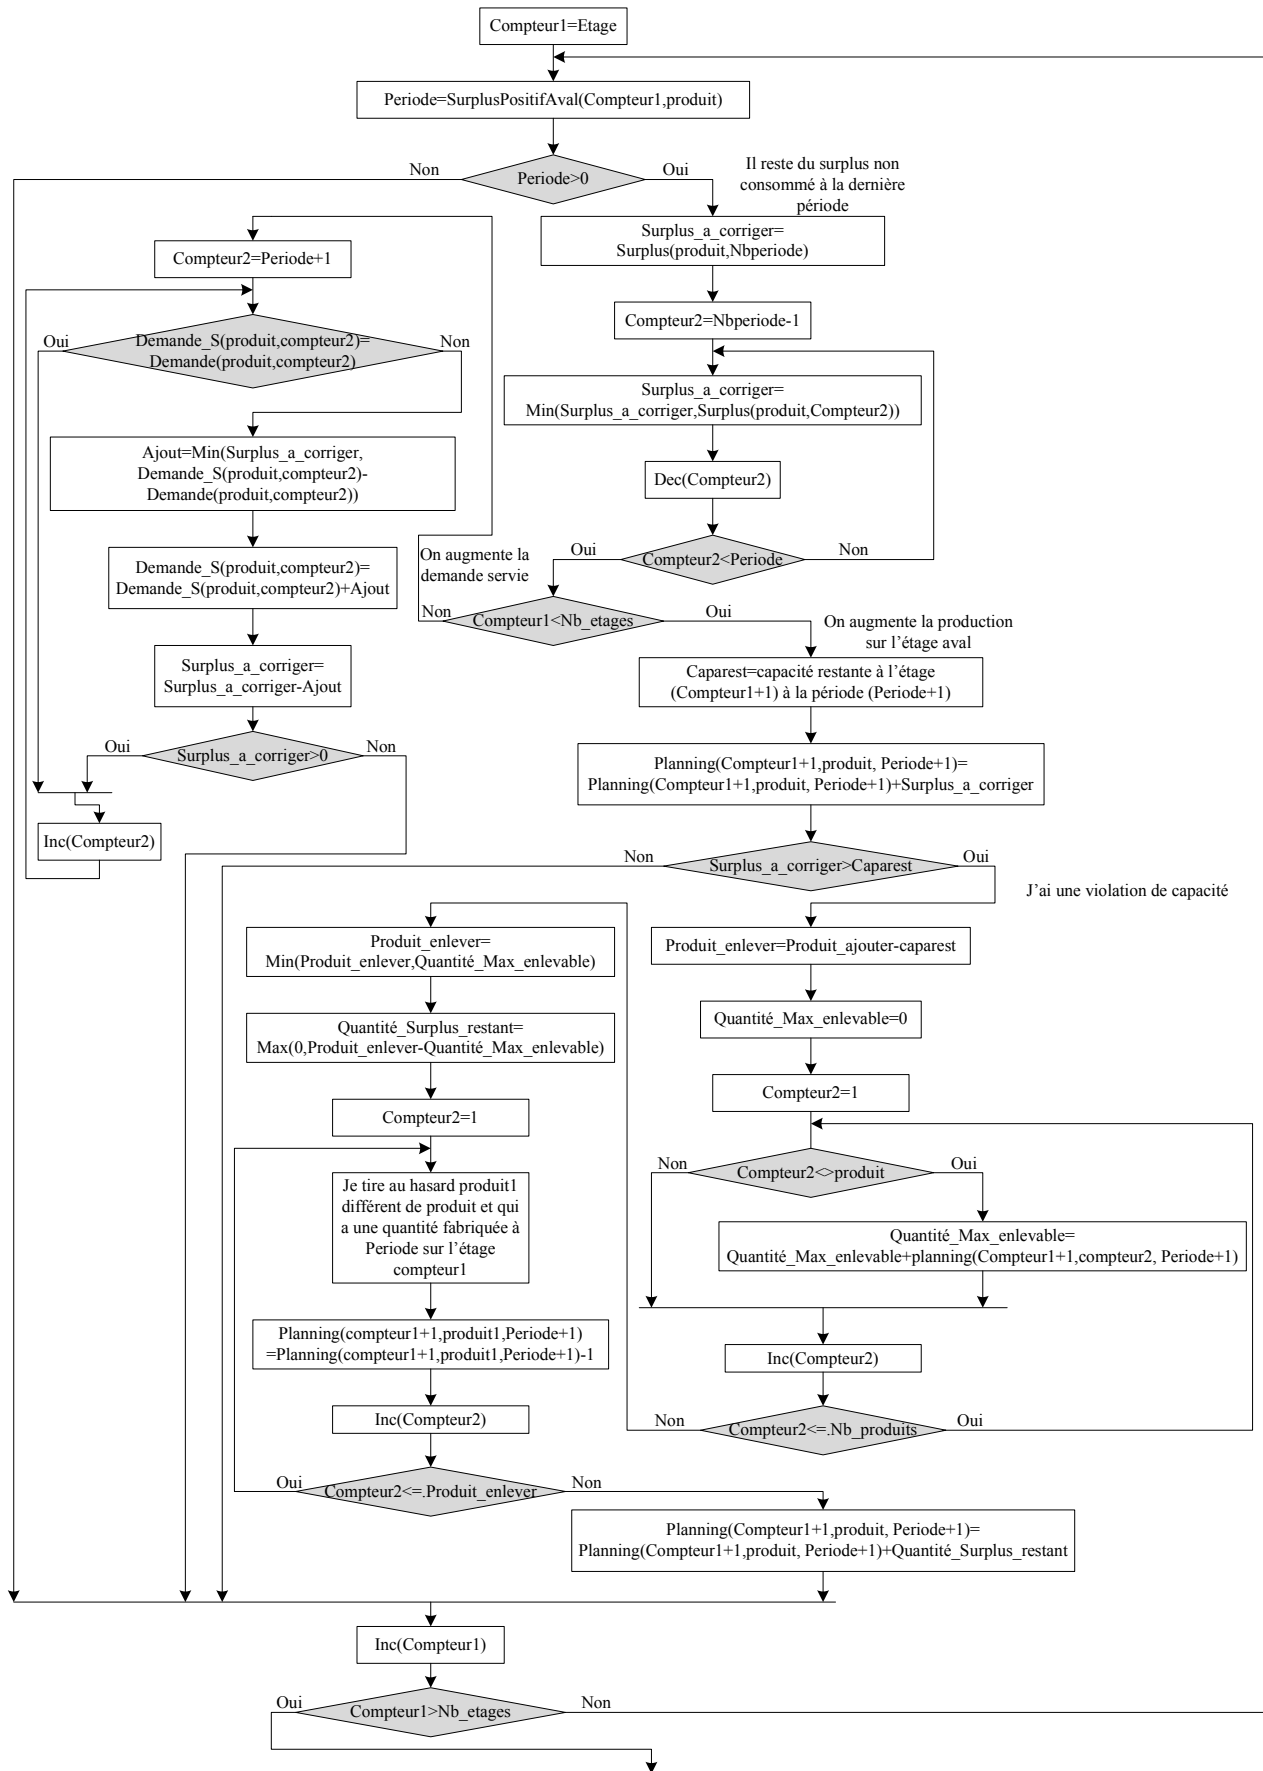 Compteur1=Etage
Periode=SurplusPositifAval(Compteur1,produit)
Non
Periode>0
Oui
Il reste du surplus non
consommé à la dernière
période
Surplus_a_corriger=
Surplus(produit,Nbperiode)
Compteur2=Periode+1
Compteur2=Nbperiode-1
Oui
Demande_S(produit,compteur2)=
Demande(produit,compteur2)
Non
Surplus_a_corriger=
Min(Surplus_a_corriger,Surplus(produit,Compteur2))
Ajout=Min(Surplus_a_corriger,
Demande_S(produit,compteur2)-
Demande(produit,compteur2))
Dec(Compteur2)
On augmente la
demande servie
Oui
Compteur2<Periode
Non
Demande_S(produit,compteur2)=
Demande_S(produit,compteur2)+Ajout
Non
Compteur1<Nb_etages
Oui
On augmente la production
sur l’étage aval
Surplus_a_corriger=
Surplus_a_corriger-Ajout
Caparest=capacité restante à l’étage
(Compteur1+1) à la période (Periode+1)
Oui
Surplus_a_corriger>0
Non
Planning(Compteur1+1,produit, Periode+1)=
Planning(Compteur1+1,produit, Periode+1)+Surplus_a_corriger
Inc(Compteur2)
Non
Surplus_a_corriger>Caparest
Oui
J’ai une violation de capacité
Produit_enlever=
Min(Produit_enlever,Quantité_Max_enlevable)
Produit_enlever=Produit_ajouter-caparest
Quantité_Surplus_restant=
Max(0,Produit_enlever-Quantité_Max_enlevable)
Quantité_Max_enlevable=0
Compteur2=1
Compteur2=1
Je tire au hasard produit1
différent de produit et qui
a une quantité fabriquée à
Periode sur l’étage
compteur1
Non
Compteur2<>produit
Oui
Quantité_Max_enlevable=
Quantité_Max_enlevable+planning(Compteur1+1,compteur2, Periode+1)
Planning(compteur1+1,produit1,Periode+1)
=Planning(compteur1+1,produit1,Periode+1)-1
Inc(Compteur2)
Inc(Compteur2)
Non
Compteur2<=.Nb_produits
Oui
Oui
Compteur2<=.Produit_enlever
Non
Planning(Compteur1+1,produit, Periode+1)=
Planning(Compteur1+1,produit, Periode+1)+Quantité_Surplus_restant
Inc(Compteur1)
Oui
Compteur1>Nb_etages
Non